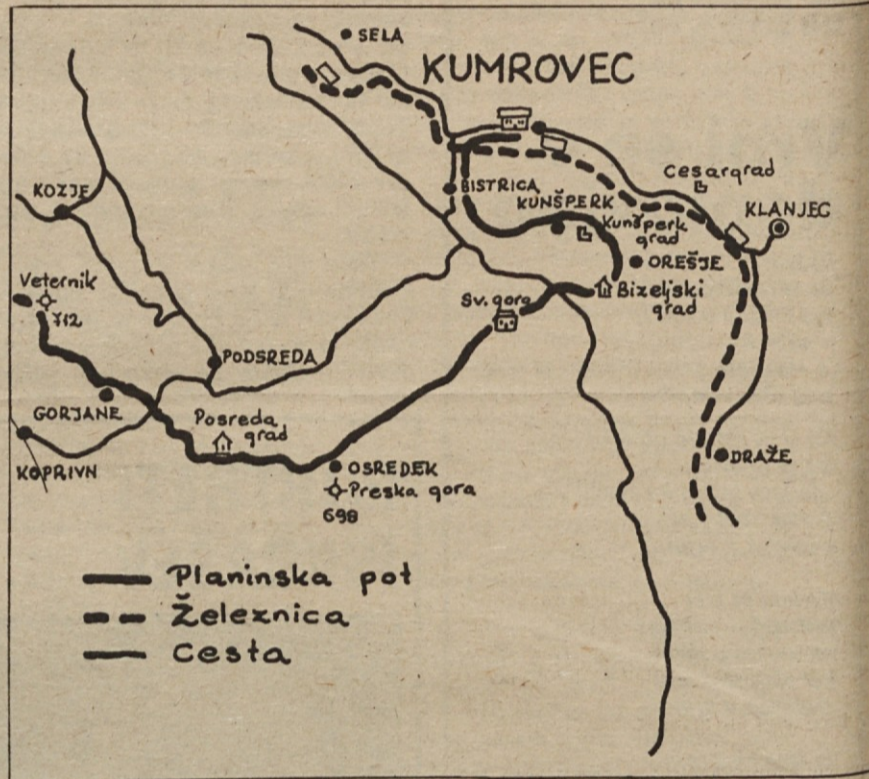 SELA
KUMROVEC
Cesargrad
KOZJE
BISTRICA
KUNŠPERK
KLANJEC
Kunšperk
grad
OREŠJE
Veternik
712
Sv. gora
Bizeljski
grad
PODSREDA
GORJANE
Posreda
grad
KOPRIVN
OSREDEK
Preska gora
698
DRAŽE
Planinska pot
Železnica
Cesta